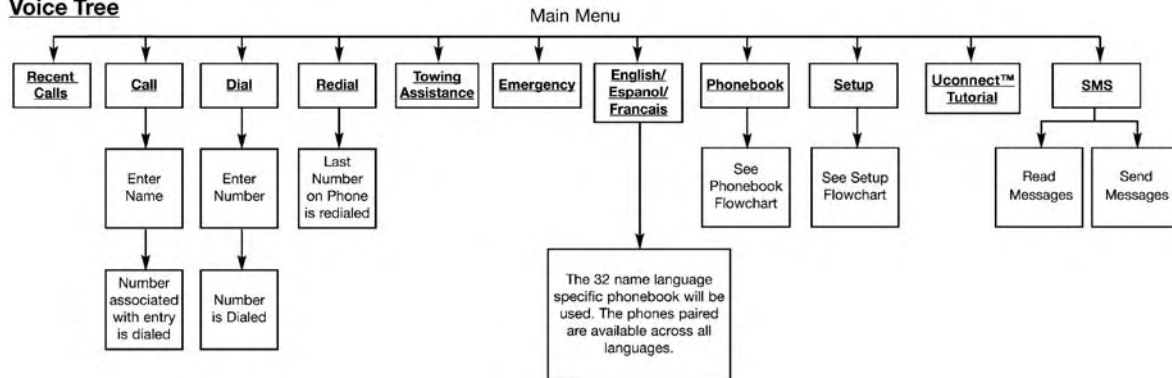 Voice Tree
Main Menu
Recent
Calls
Call
Dial
Redial
Towing
Assistance
Emergency
English/
Espanol/
Francais
Phonebook
Setup
Uconnect™
Tutorial
SMS
Enter
Name
Enter
Number
Last
Number
on Phone
is redialed
See
Phonebook
Flowchart
See Setup
Flowchart
Read
Messages
Send
Messages
Number
associated
with entry
is dialed
Number
is Dialed
The 32 name language
specific phonebook will be
used. The phones paired
are available across all
languages.